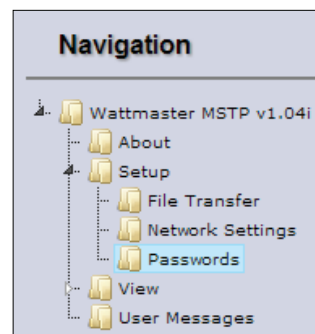 Navigation
Wattmaster MSTP v1.04i
About
Setup
File Transfer
Network Settings
Passwords
View
User Messages